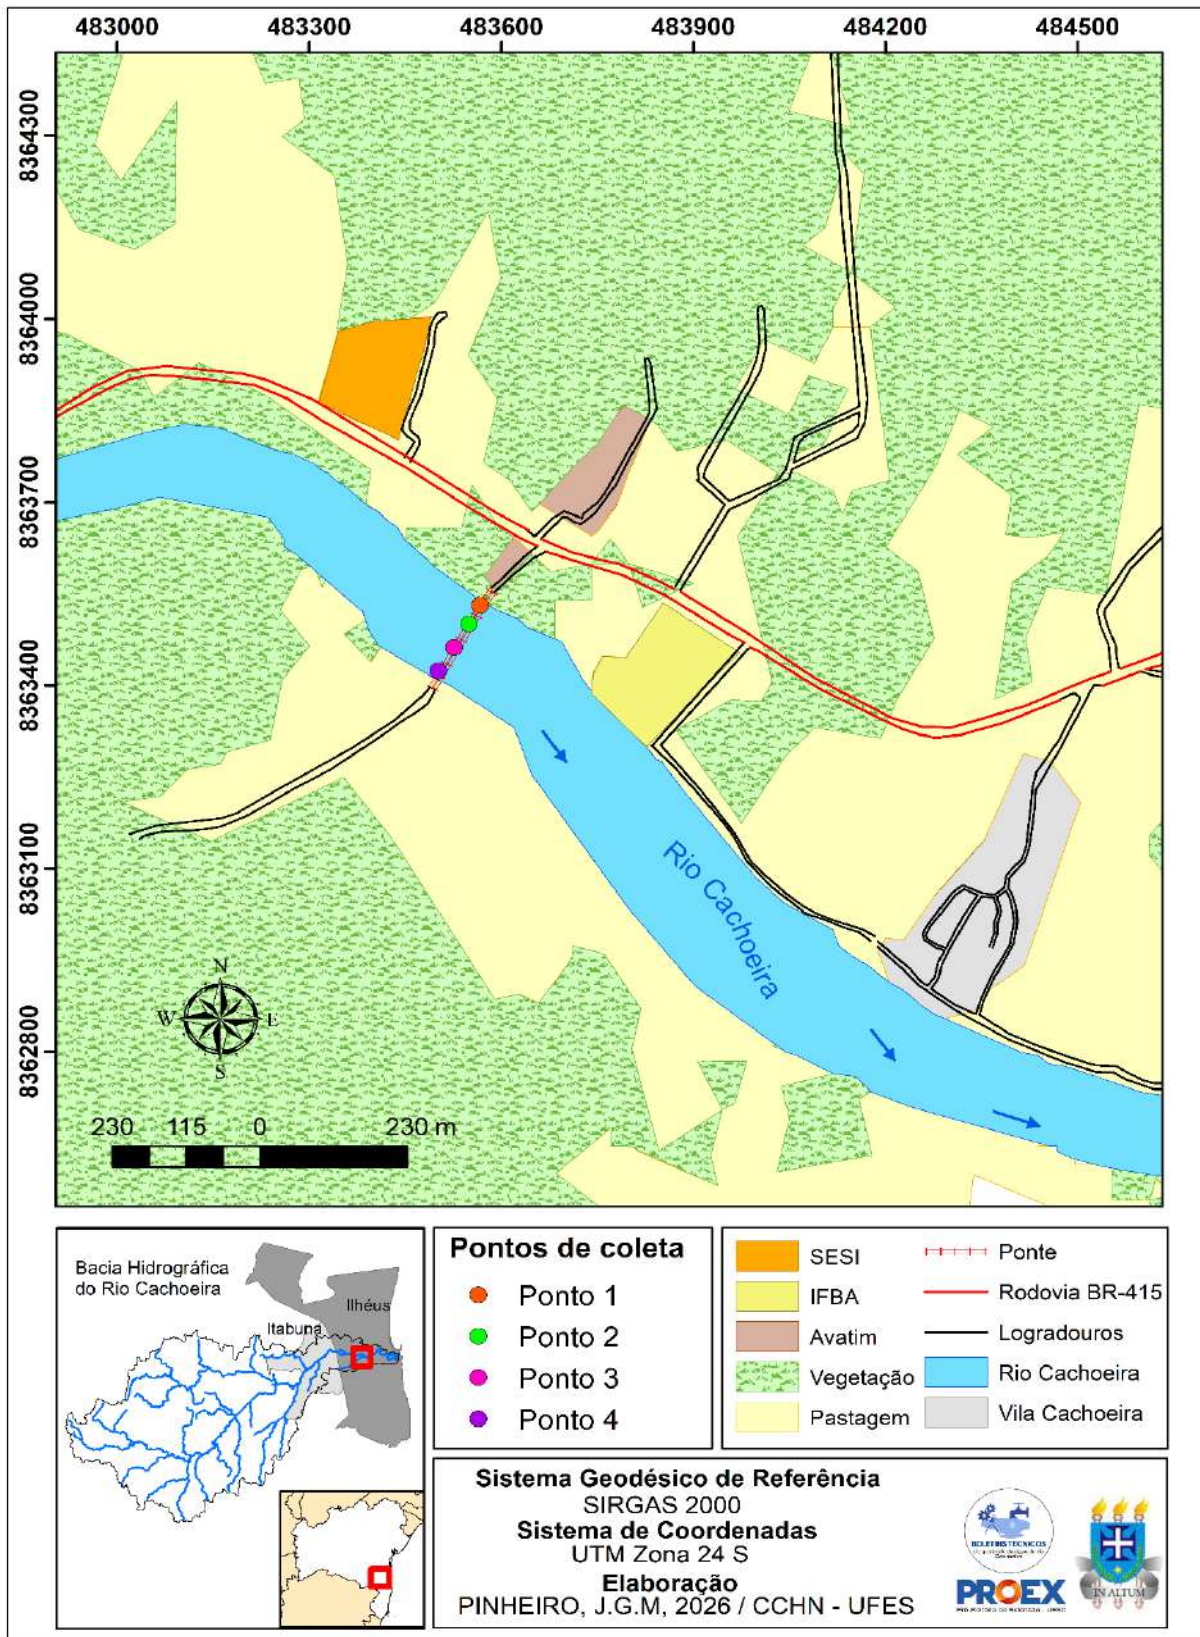 483000 483300 483600 483900 484200 484500
8364300
8364000
8363700
8363400
8363100
8362800
Rio Cachoeira
N
W E
S
230 115 0 230 m
Bacia Hidrográfica
do Rio Cachoeira
Ilhéus
Itabuna
Pontos de coleta
Ponto 1
Ponto 2
Ponto 3
Ponto 4
SESI
IFBA
Avatim
Vegetação
Pastagem
Ponte
Rodovia BR-415
Logradouros
Rio Cachoeira
Vila Cachoeira
Sistema Geodésico de Referência
SIRGAS 2000
Sistema de Coordenadas
UTM Zona 24 S
Elaboração
PINHEIRO, J.G.M, 2026 / CCHN - UFES
BOLETINS TÉCNICOS
PROEX
IN ALTUM